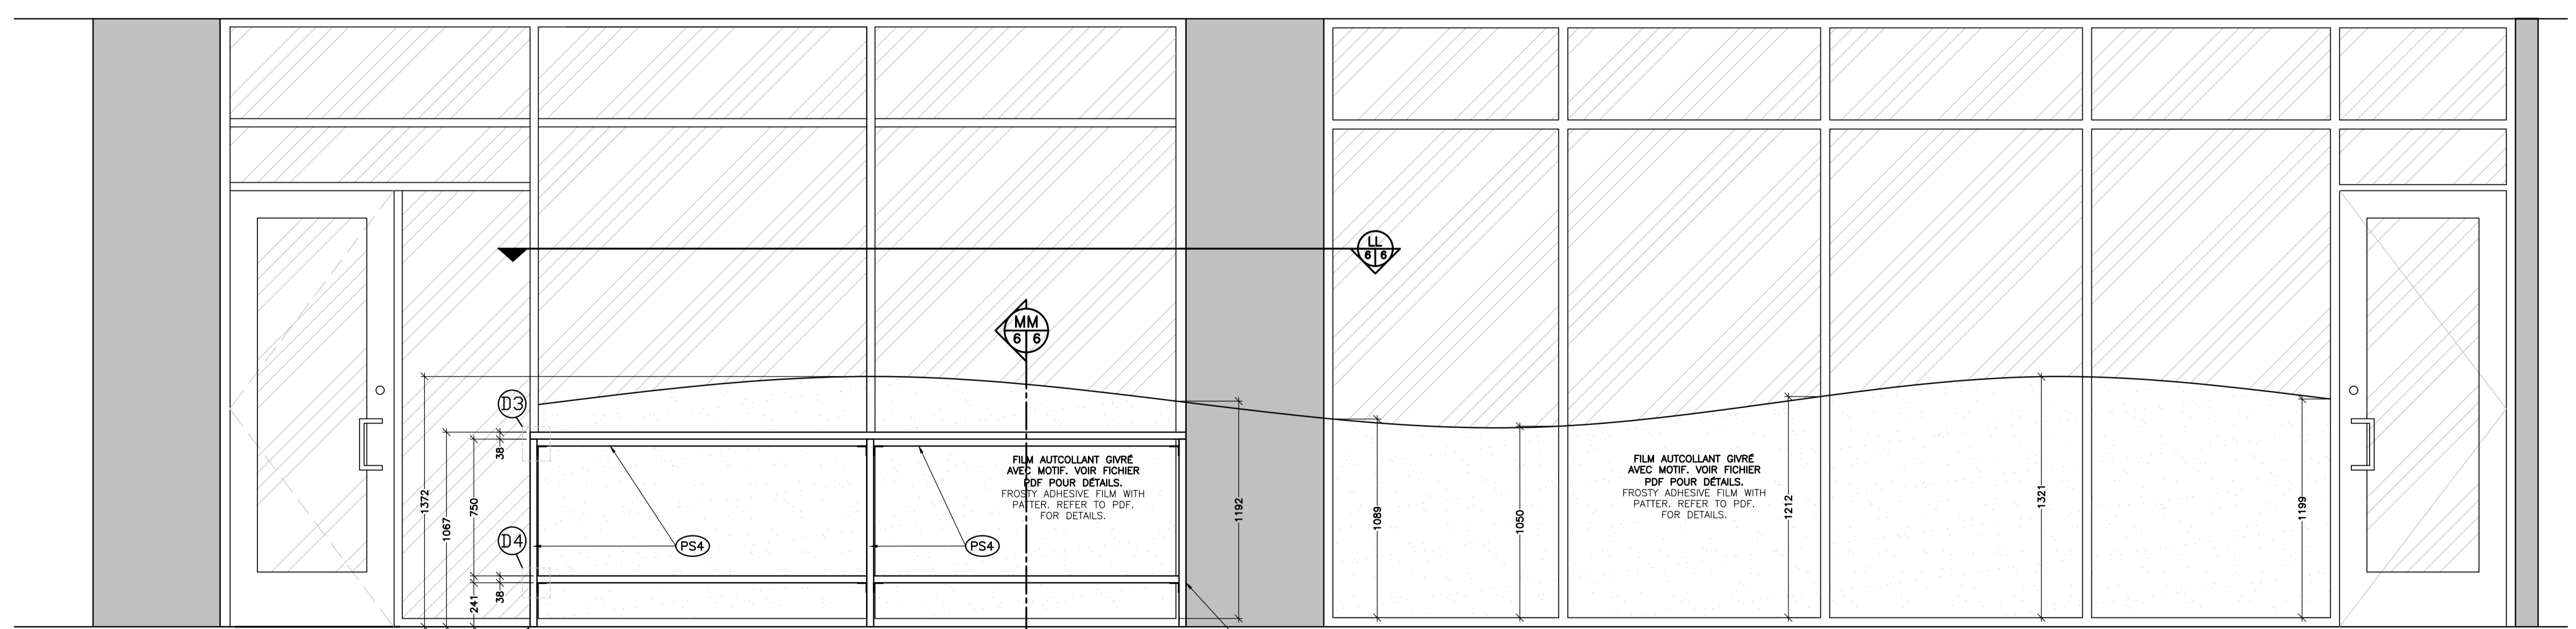 LL
6 6
MM
6 6
D3
38
1372
1067
750
D4
38
241
PS4
PS4
FILM AUTCOLLANT GIVRÉ
AVEC MOTIF. VOIR FICHIER
PDF POUR DÉTAILS.
FROSTY ADHESIVE FILM WITH
PATTER. REFER TO PDF.
FOR DETAILS.
1192
1089
1050
FILM AUTCOLLANT GIVRÉ
AVEC MOTIF. VOIR FICHIER
PDF POUR DÉTAILS.
FROSTY ADHESIVE FILM WITH
PATTER. REFER TO PDF.
FOR DETAILS.
1212
1321
1199